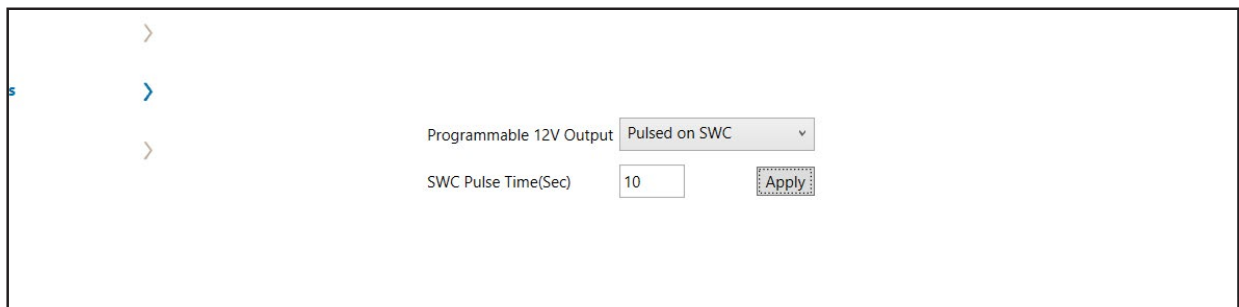 s
Programmable 12V Output Pulsed on SWC
SWC Pulse Time(Sec) 10 Apply